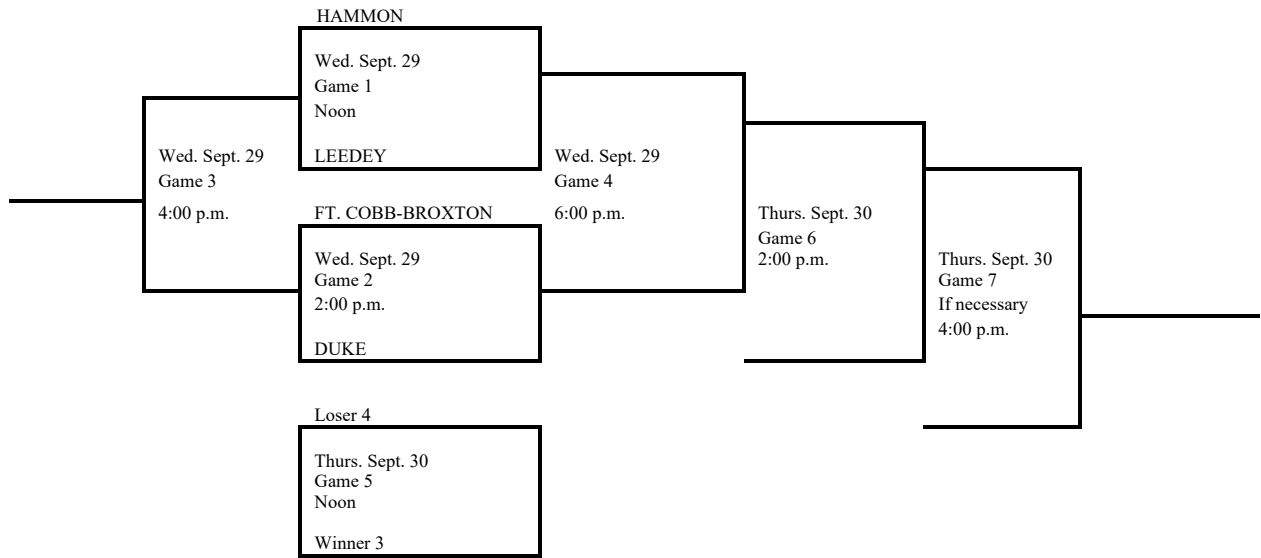 HAMMON
Wed. Sept. 29
Game 1
Noon
LEEDEY
Wed. Sept. 29
Game 3
4:00 p.m.
Wed. Sept. 29
Game 4
6:00 p.m.
FT. COBB-BROXTON
Wed. Sept. 29
Game 2
2:00 p.m.
DUKE
Thurs. Sept. 30
Game 6
2:00 p.m.
Thurs. Sept. 30
Game 7
If necessary
4:00 p.m.
Loser 4
Thurs. Sept. 30
Game 5
Noon
Winner 3